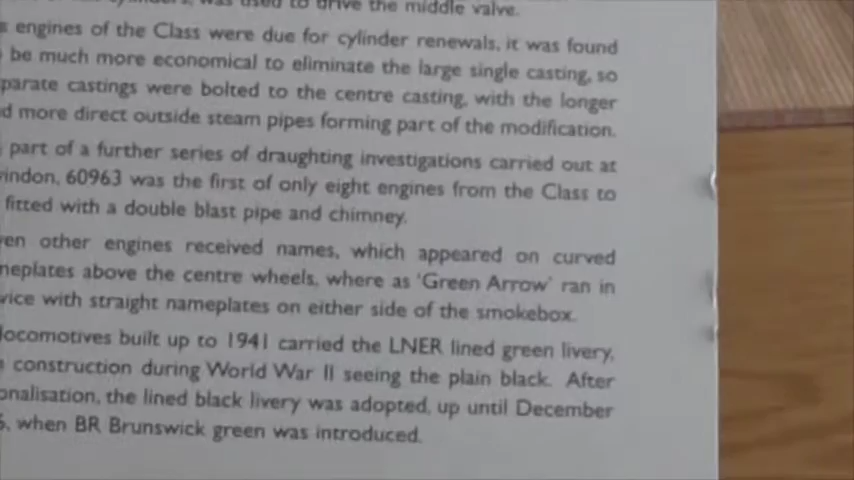 was used to drive the middle valve.
engines of the Class were due for cylinder renewals, it was found
be much more economical to eliminate the large single casting, so
parate castings were bolted to the centre casting, with the longer
d more direct outside steam pipes forming part of the modification.
part of a further series of draughting investigations carried out at
indon, 60963 was the first of only eight engines from the Class to
fitted with a double blast pipe and chimney.
en other engines received names, which appeared on curved
neplates above the centre wheels, where as 'Green Arrow' ran in
vice with straight nameplates on either side of the smokebox.
locomotives built up to 1941 carried the LNER lined green livery,
construction during World War II seeing the plain black. After
onalisation, the lined black livery was adopted, up until December
, when BR Brunswick green was introduced.